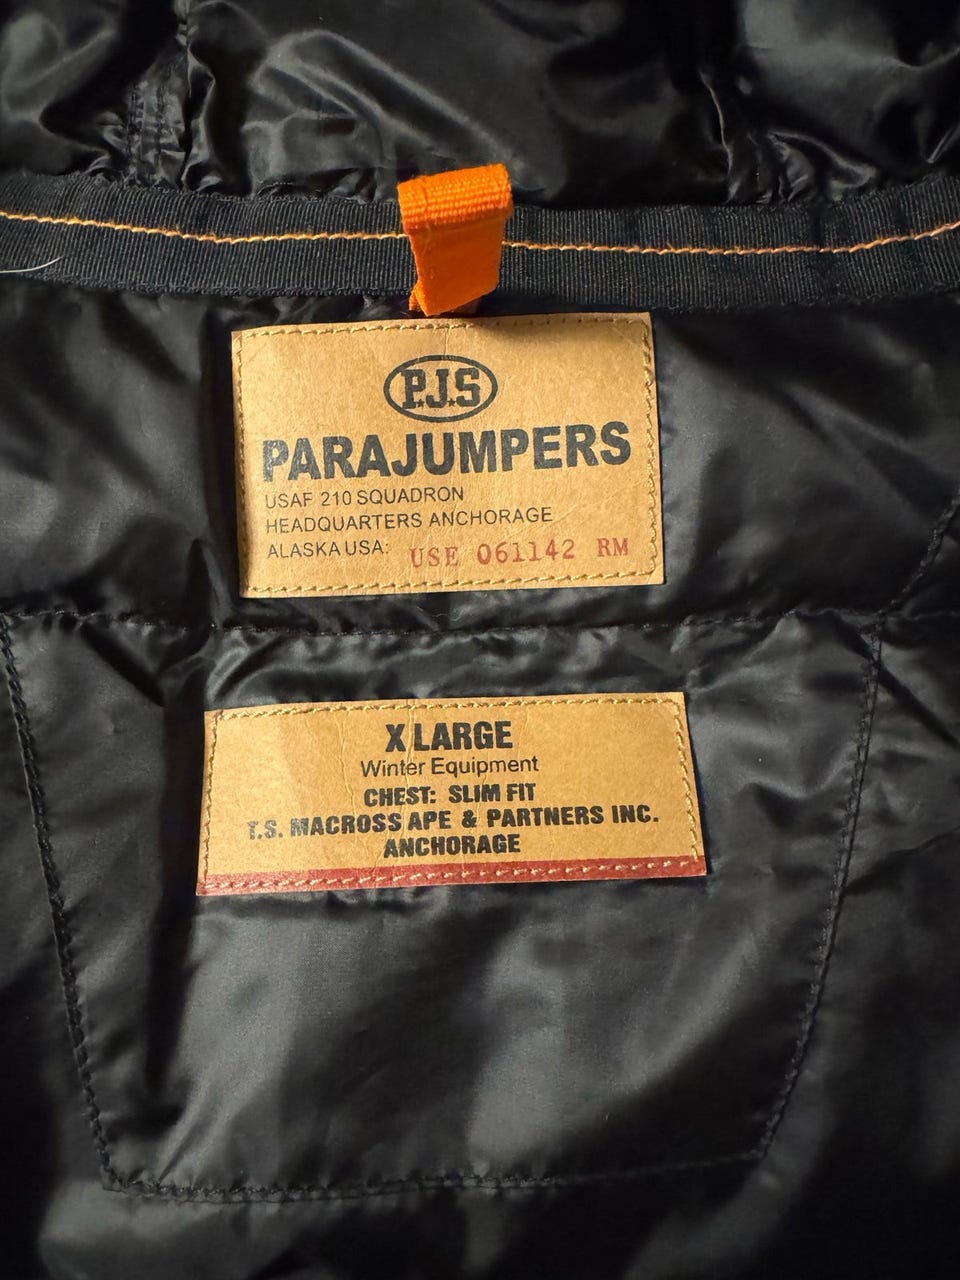 P.J.S
PARAJUMPERS
USAF 210 SQUADRON
HEADQUARTERS ANCHORAGE
ALASKA USA: USE 061142 RM
X LARGE
Winter Equipment
CHEST: SLIM FIT
T.S. MACROSS APE & PARTNERS INC.
ANCHORAGE